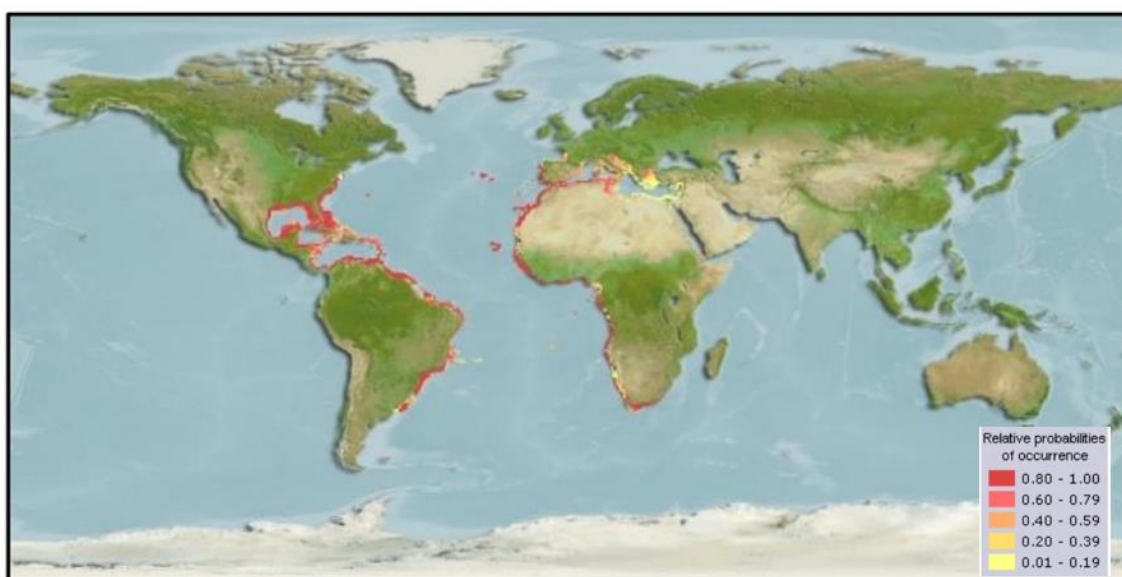 Relative probabilities
of occurrence
0.80 - 1.00
0.60 - 0.79
0.40 - 0.59
0.20 - 0.39
0.01 - 0.19